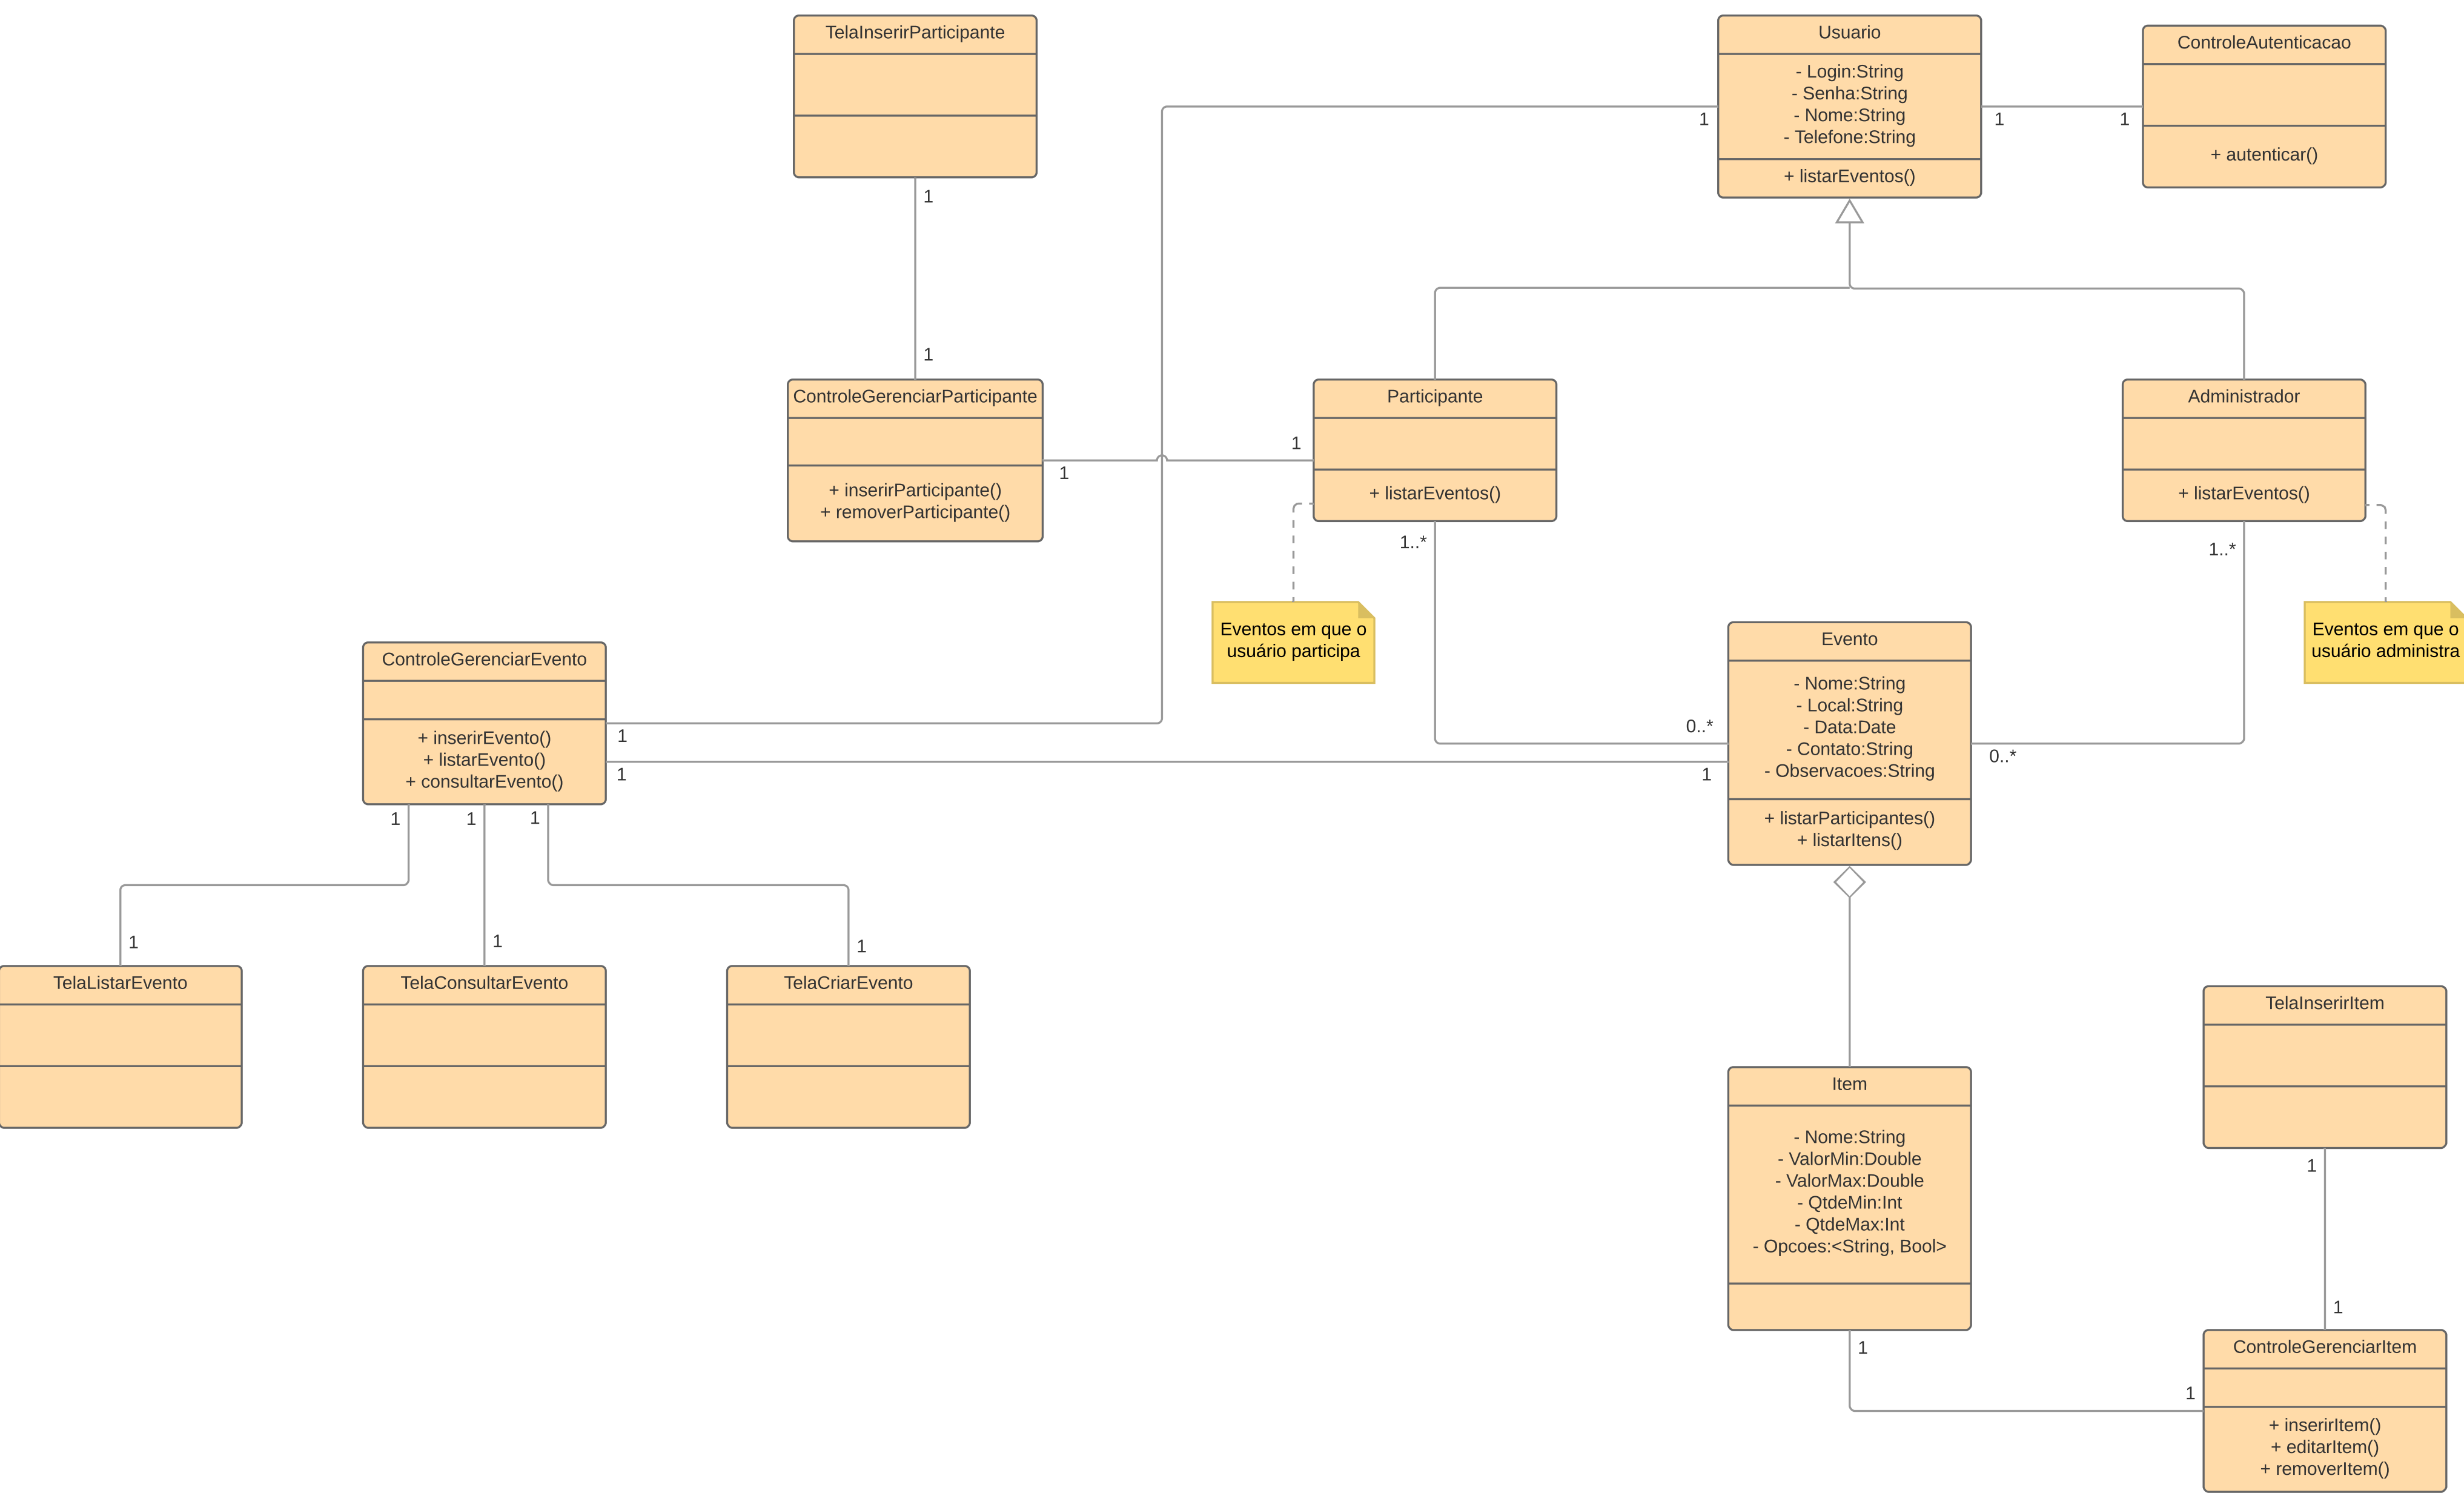 TelaInserirParticipante
Usuario
- Login:String
- Senha:String
- Nome:String
- Telefone:String
+ listarEventos()
ControleAutenticacao
+ autenticar()
1
1
1
1
1
ControleGerenciarParticipante
+ inserirParticipante()
+ removerParticipante()
1
1
Participante
+ listarEventos()
Administrador
+ listarEventos()
1..*
1..*
Eventos em que o
usuário participa
Eventos em que o
usuário administra
ControleGerenciarEvento
+ inserirEvento()
+ listarEvento()
+ consultarEvento()
1
1
Evento
- Nome:String
- Local:String
- Data:Date
- Contato:String
- Observacoes:String
+ listarParticipantes()
+ listarItens()
0..*
0..*
1
1
1
1
1
1
1
TelaListarEvento
TelaConsultarEvento
TelaCriarEvento
Item
- Nome:String
- ValorMin:Double
- ValorMax:Double
- QtdeMin:Int
- QtdeMax:Int
- Opcoes:<String, Bool>
TelaInserirItem
1
1
1
1
ControleGerenciarItem
+ inserirItem()
+ editarItem()
+ removerItem()